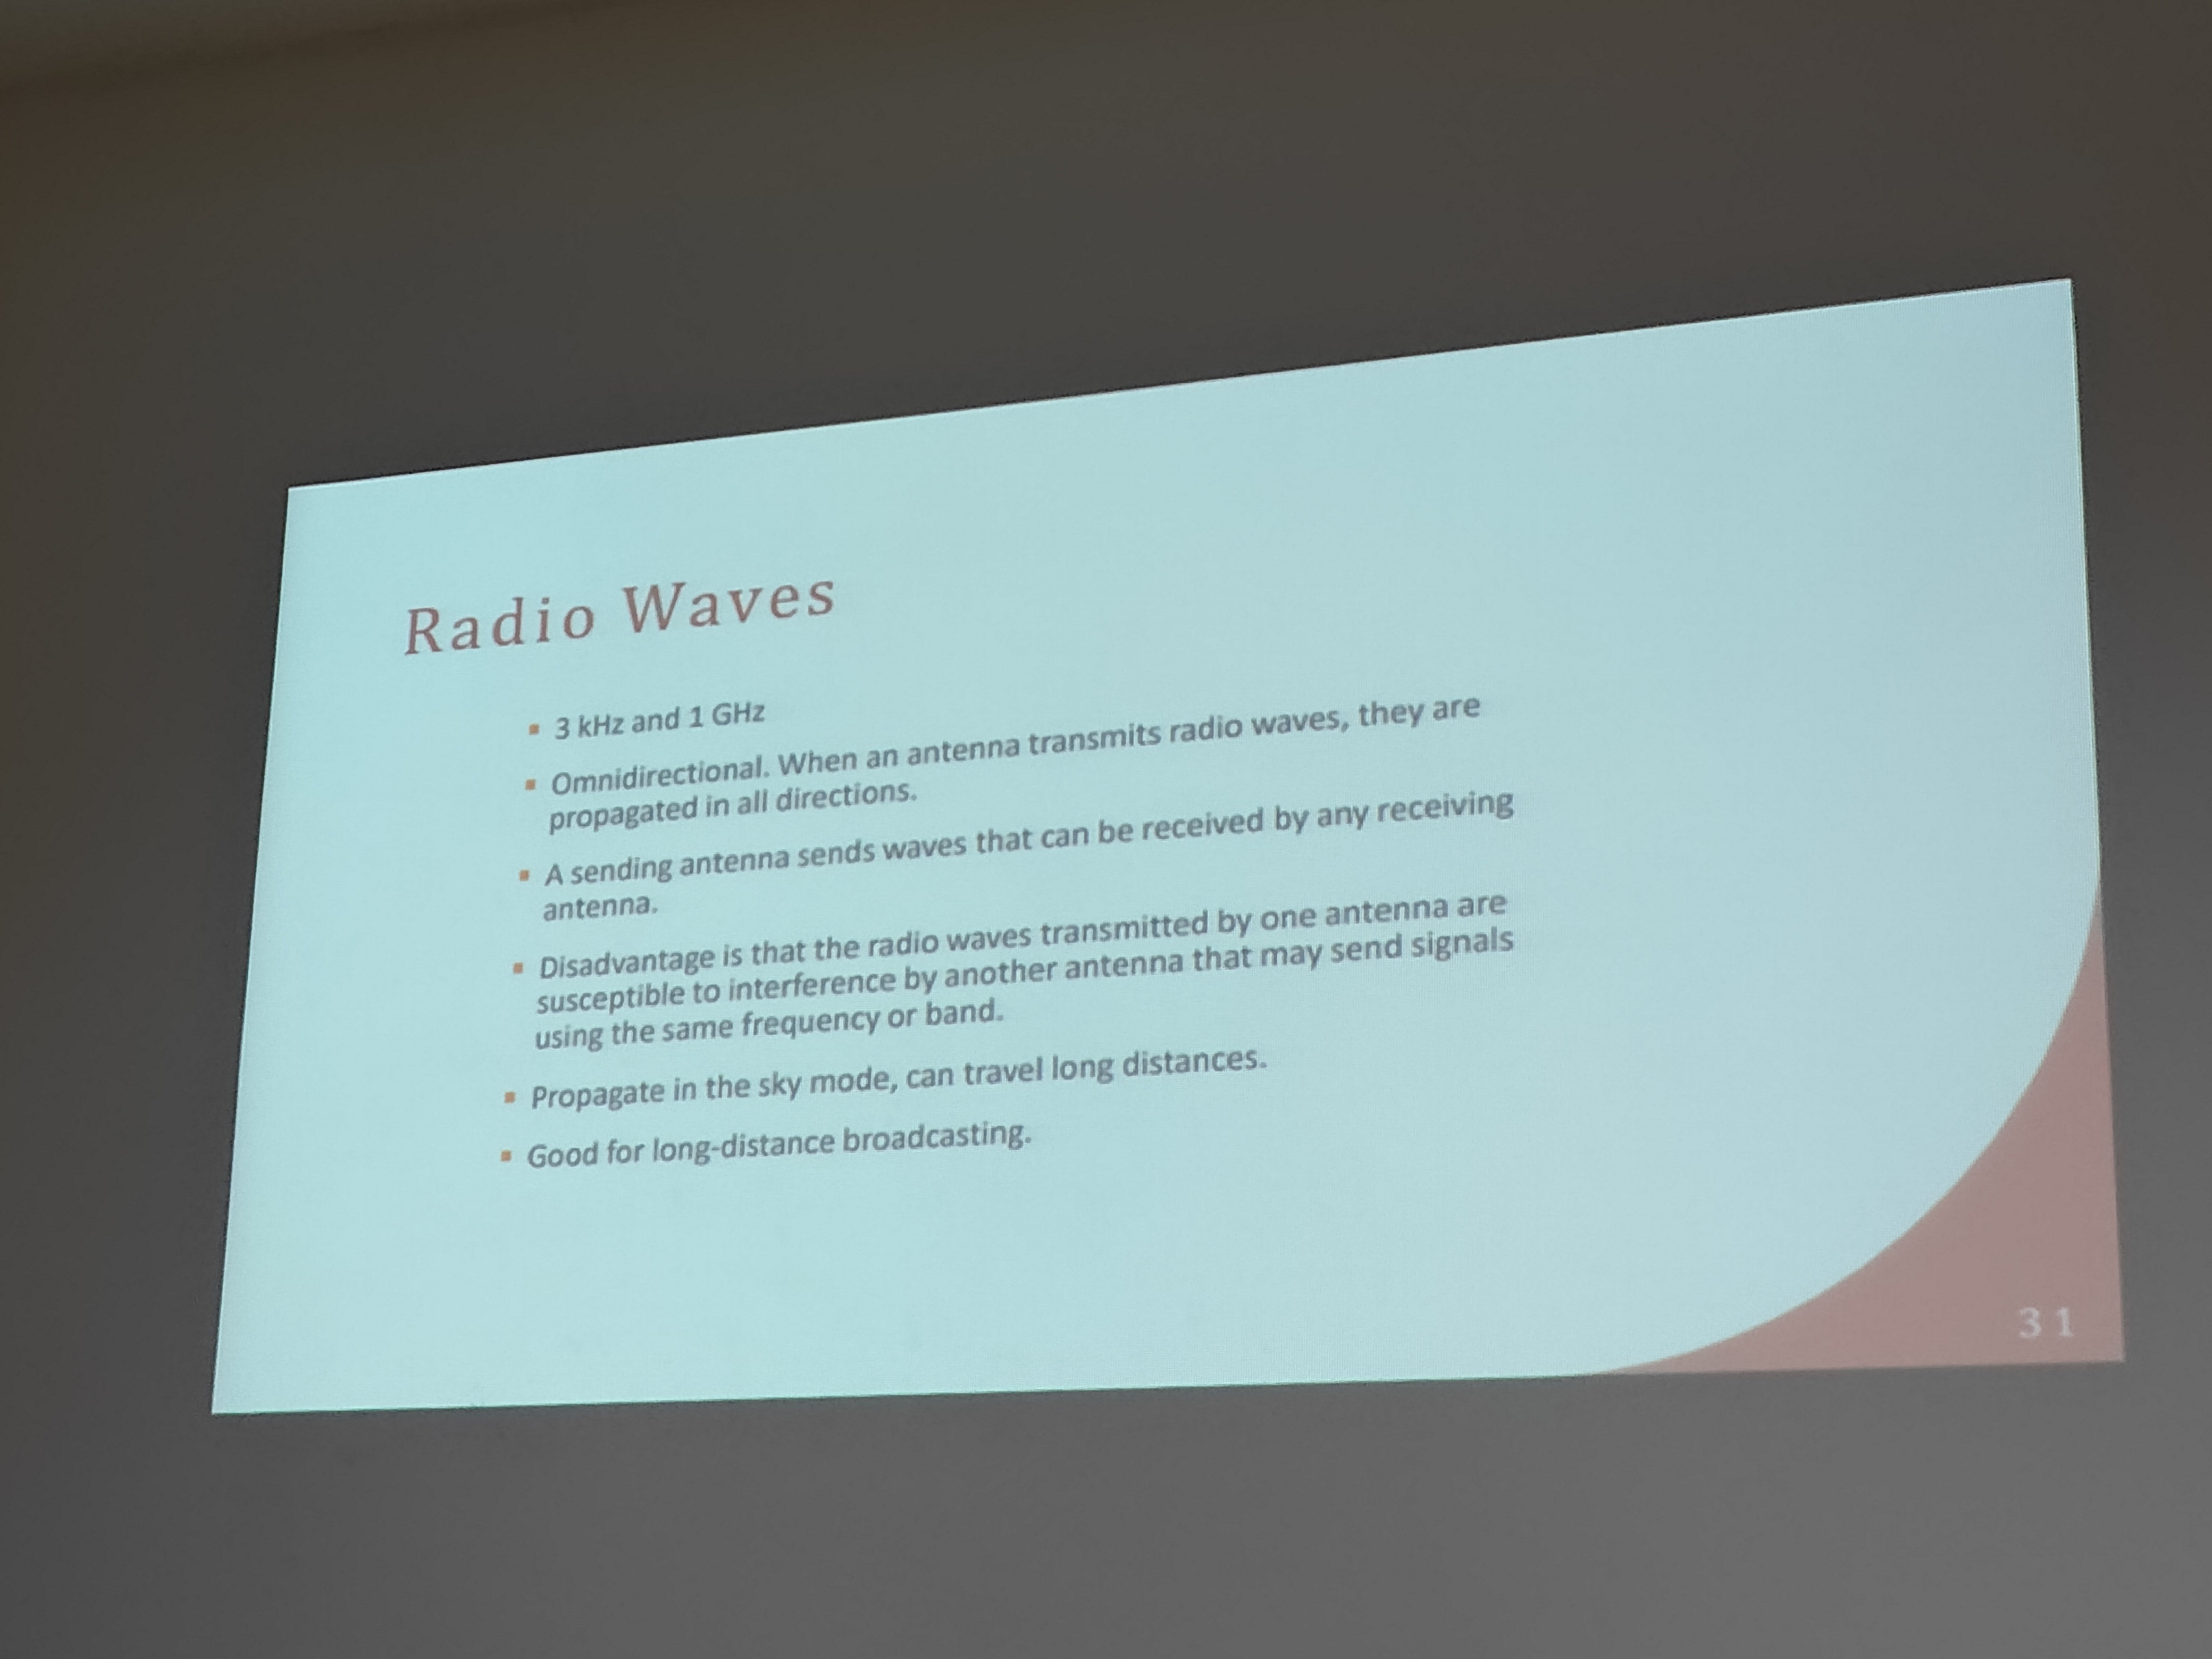 Radio Waves
▪ 3 kHz and 1 GHz
▪ Omnidirectional. When an antenna transmits radio waves, they are
propagated in all directions.
▪ A sending antenna sends waves that can be received by any receiving
antenna.
▪ Disadvantage is that the radio waves transmitted by one antenna are
susceptible to interference by another antenna that may send signals
using the same frequency or band.
▪ Propagate in the sky mode, can travel long distances.
▪ Good for long-distance broadcasting.
31